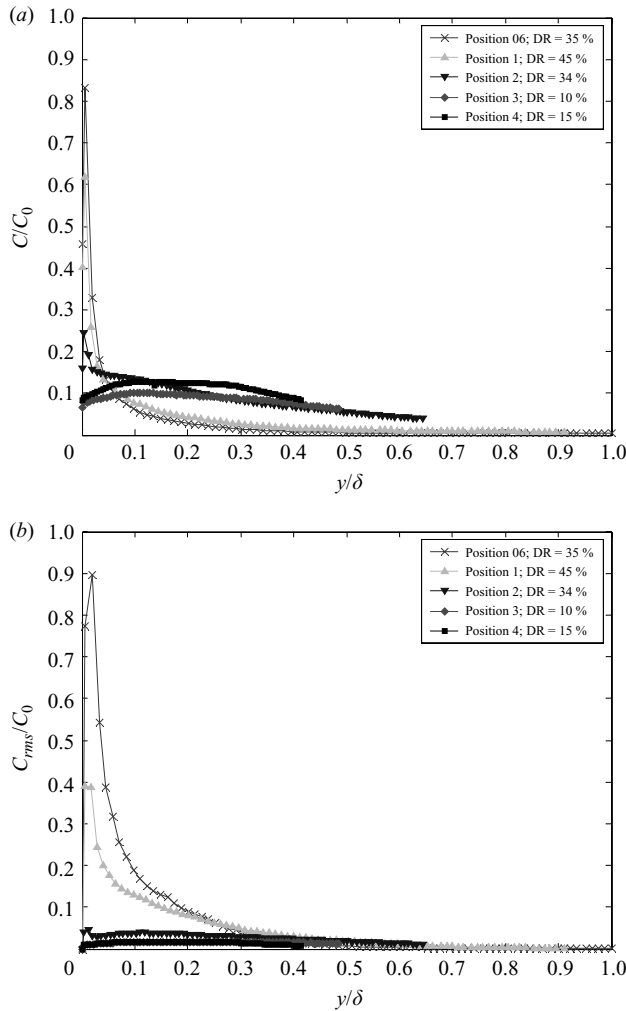 (a)
1.0
0.9
0.8
0.7
0.6
0.5
0.4
0.3
0.2
0.1
C/C0
0 0.1 0.2 0.3 0.4 0.5 0.6 0.7 0.8 0.9 1.0
y/δ
Position 06; DR = 35 %
Position 1; DR = 45 %
Position 2; DR = 34 %
Position 3; DR = 10 %
Position 4; DR = 15 %
(b)
1.0
0.9
0.8
0.7
0.6
0.5
0.4
0.3
0.2
0.1
Crms/C0
0 0.1 0.2 0.3 0.4 0.5 0.6 0.7 0.8 0.9 1.0
y/δ
Position 06; DR = 35 %
Position 1; DR = 45 %
Position 2; DR = 34 %
Position 3; DR = 10 %
Position 4; DR = 15 %